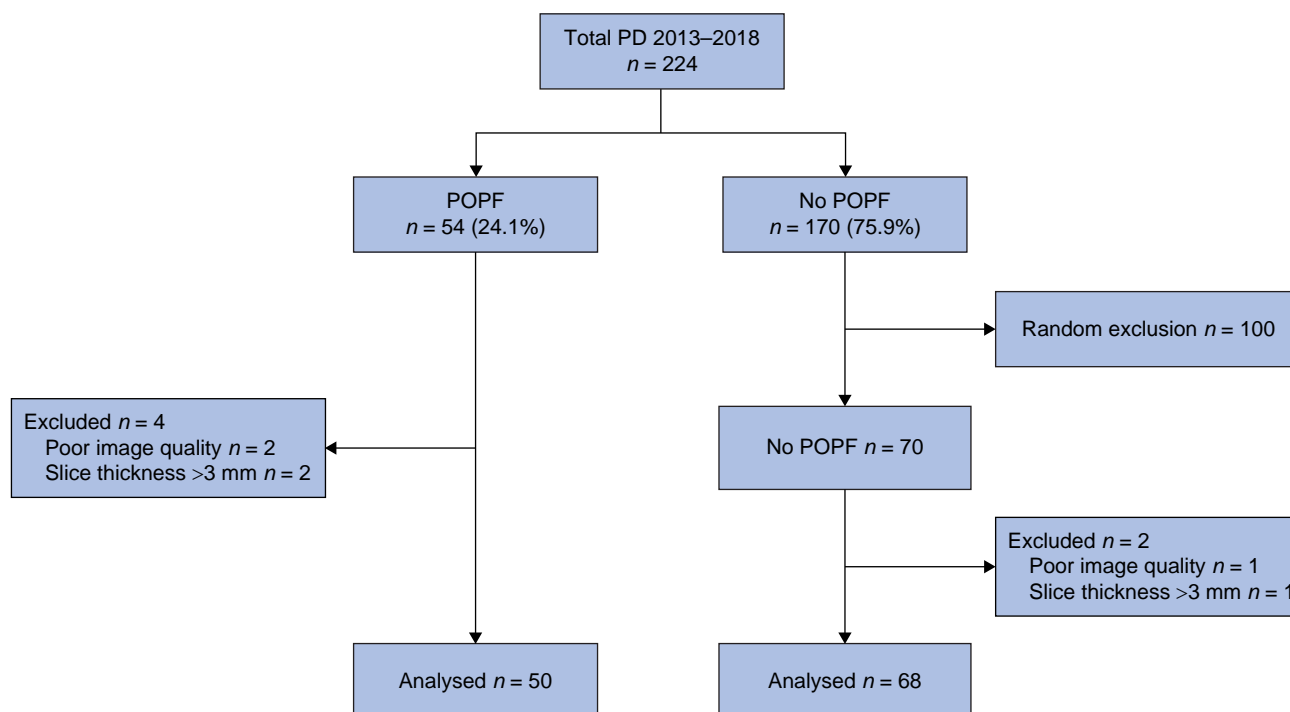 Total PD 2013–2018
n = 224
POPF
n = 54 (24.1%)
No POPF
n = 170 (75.9%)
Random exclusion n = 100
Excluded n = 4
Poor image quality n = 2
Slice thickness >3 mm n = 2
No POPF n = 70
Excluded n = 2
Poor image quality n = 1
Slice thickness >3 mm n = 1
Analysed n = 50
Analysed n = 68